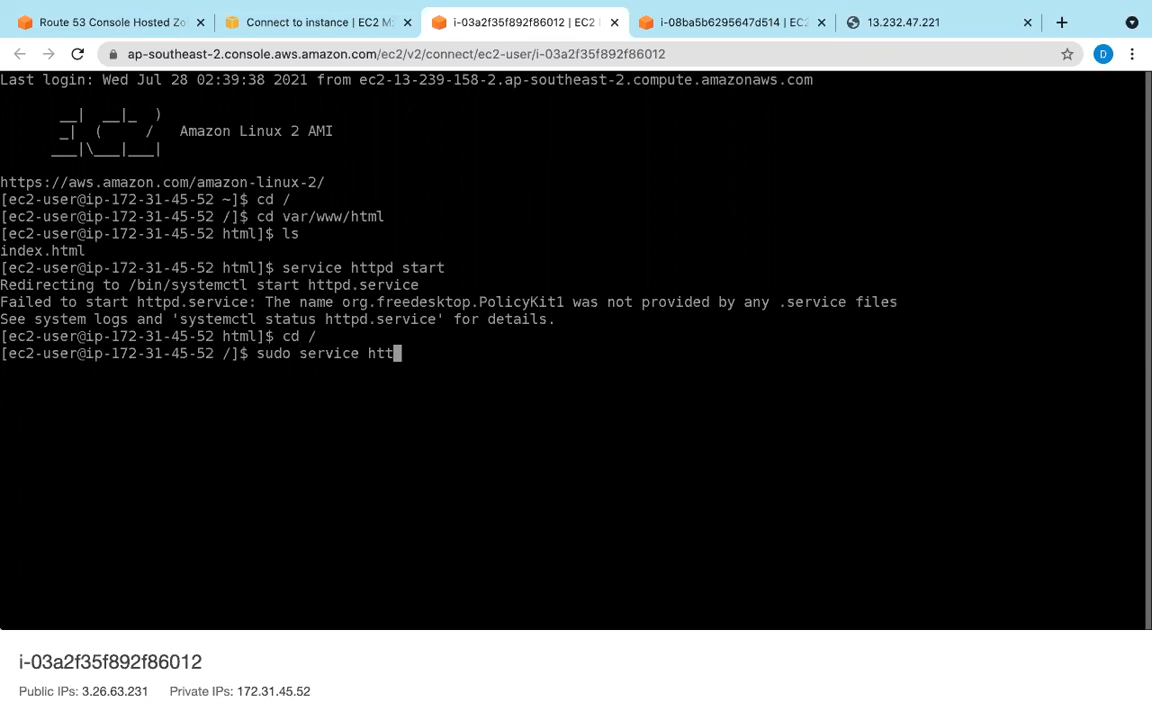 Route 53 Console Hosted Zo
Connect to instance | EC2 M
i-03a2f35f892f86012 | EC2
i-08ba5b6295647d514 | EC2
13.232.47.221
ap-southeast-2.console.aws.amazon.com/ec2/v2/connect/ec2-user/i-03a2f35f892f86012
D
Last login: Wed Jul 28 02:39:38 2021 from ec2-13-239-158-2.ap-southeast-2.compute.amazonaws.com
__| __|_ )
_| ( / Amazon Linux 2 AMI
___|\___|___|
https://aws.amazon.com/amazon-linux-2/
[ec2-user@ip-172-31-45-52 ~]$ cd /
[ec2-user@ip-172-31-45-52 /]$ cd var/www/html
[ec2-user@ip-172-31-45-52 html]$ ls
index.html
[ec2-user@ip-172-31-45-52 html]$ service httpd start
Redirecting to /bin/systemctl start httpd.service
Failed to start httpd.service: The name org.freedesktop.PolicyKit1 was not provided by any .service files
See system logs and 'systemctl status httpd.service' for details.
[ec2-user@ip-172-31-45-52 html]$ cd /
[ec2-user@ip-172-31-45-52 /]$ sudo service htt
i-03a2f35f892f86012
Public IPs: 3.26.63.231 Private IPs: 172.31.45.52